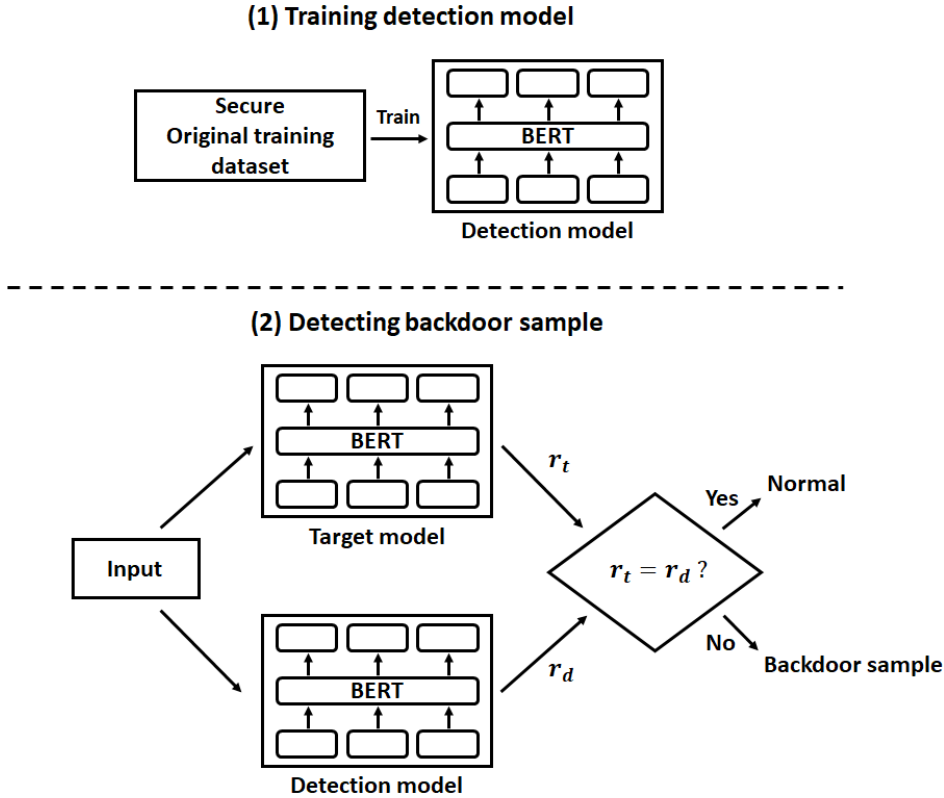 (1) Training detection model
Secure
Original training
dataset
Train
BERT
Detection model
(2) Detecting backdoor sample
BERT
Target model
Input
BERT
Detection model
r_t
r_d
r_t = r_d ?
Yes
Normal
No
Backdoor sample